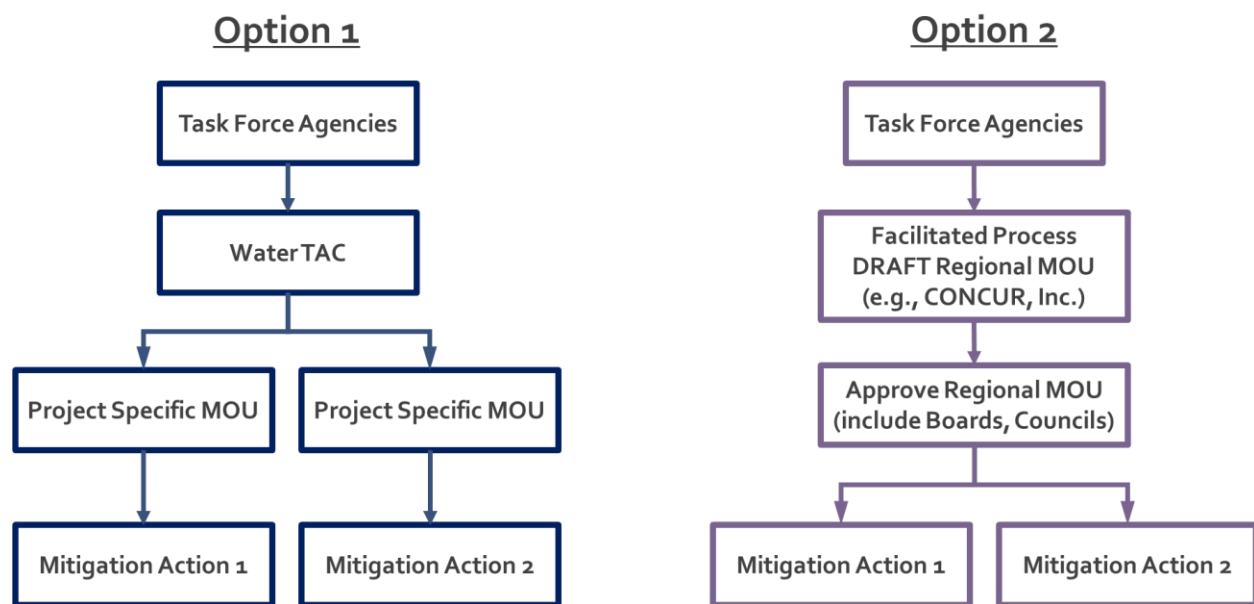 Option 1
Task Force Agencies
Water TAC
Project Specific MOU
Project Specific MOU
Mitigation Action 1
Mitigation Action 2
Option 2
Task Force Agencies
Facilitated Process
DRAFT Regional MOU
(e.g., CONCUR, Inc.)
Approve Regional MOU
(include Boards, Councils)
Mitigation Action 1
Mitigation Action 2